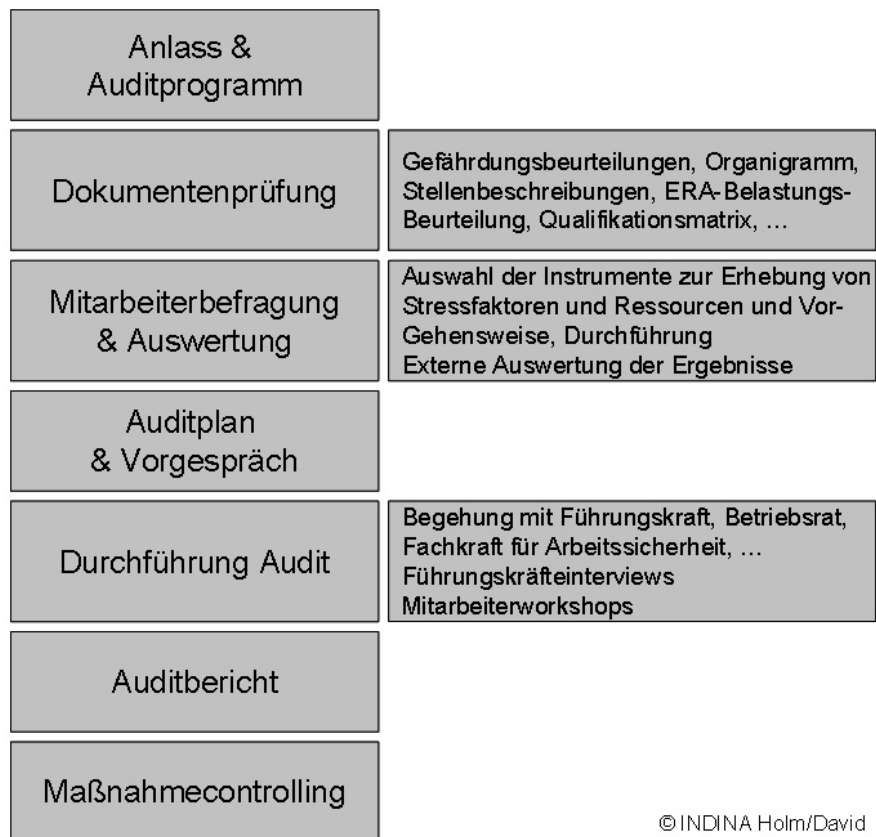 Anlass &
Auditprogramm
Dokumentenprüfung
Gefährdungsbeurteilungen, Organigramm,
Stellenbeschreibungen, ERA-Belastungs-
Beurteilung, Qualifikationsmatrix, ...
Mitarbeiterbefragung
& Auswertung
Auswahl der Instrumente zur Erhebung von
Stressfaktoren und Ressourcen und Vor-
Gehensweise, Durchführung
Externe Auswertung der Ergebnisse
Auditplan
& Vorgespräch
Durchführung Audit
Begehung mit Führungskraft, Betriebsrat,
Fachkraft für Arbeitssicherheit, ...
Führungskräfteinterviews
Mitarbeiterworkshops
Auditbericht
Maßnahmecontrolling
© INDINA Holm/David